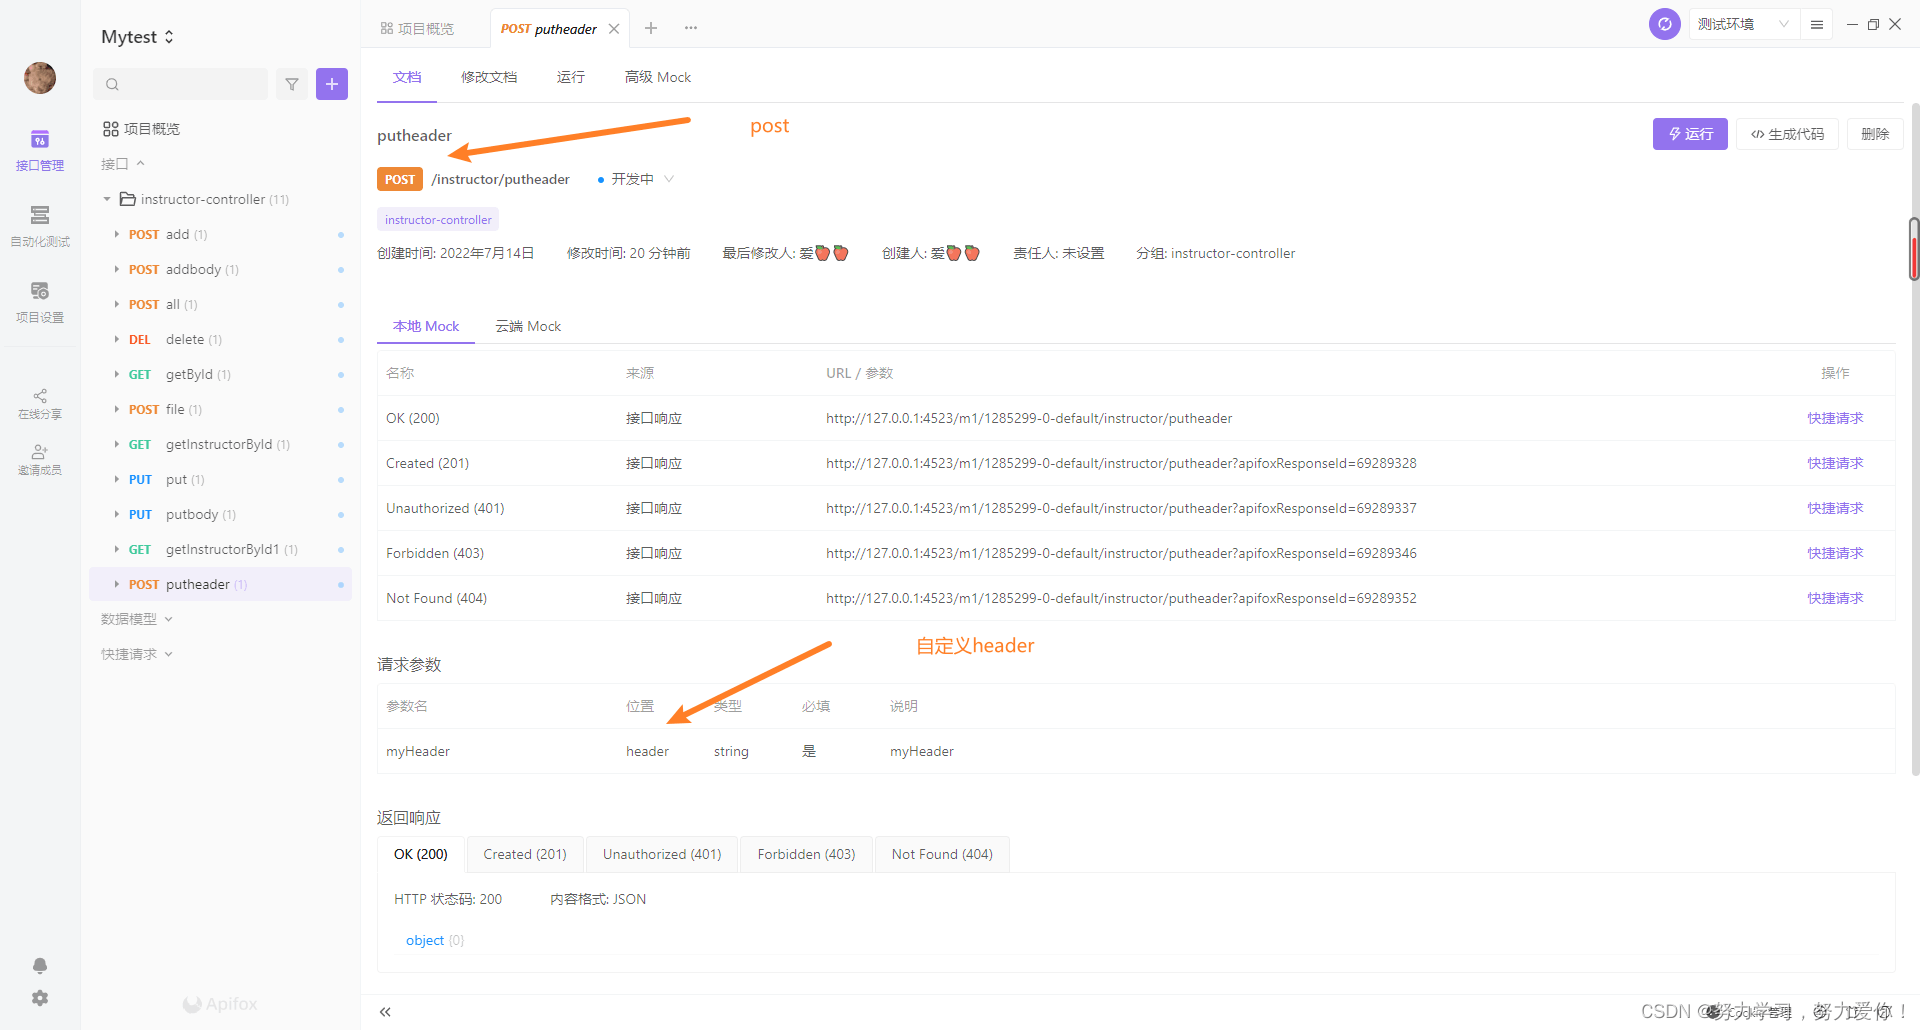 Mytest
项目概览
POST putheader
测试环境
文档
修改文档
运行
高级 Mock
接口管理
自动化测试
项目设置
在线分享
邀请成员
项目概览
接口
instructor-controller (11)
POST add (1)
POST addbody (1)
POST all (1)
DEL delete (1)
GET getById (1)
POST file (1)
GET getInstructorById (1)
PUT put (1)
PUT putbody (1)
GET getInstructorById1 (1)
POST putheader (1)
数据模型
快捷请求
Apifox
putheader
post
运行
生成代码
删除
POST /instructor/putheader 开发中
instructor-controller
创建时间: 2022年7月14日 修改时间: 20 分钟前 最后修改人: 爱🍎🍎 创建人: 爱🍎🍎 责任人: 未设置 分组: instructor-controller
本地 Mock 云端 Mock
名称 来源 URL / 参数 操作
OK (200) 接口响应 http://127.0.0.1:4523/m1/1285299-0-default/instructor/putheader 快捷请求
Created (201) 接口响应 http://127.0.0.1:4523/m1/1285299-0-default/instructor/putheader?apifoxResponseId=69289328 快捷请求
Unauthorized (401) 接口响应 http://127.0.0.1:4523/m1/1285299-0-default/instructor/putheader?apifoxResponseId=69289337 快捷请求
Forbidden (403) 接口响应 http://127.0.0.1:4523/m1/1285299-0-default/instructor/putheader?apifoxResponseId=69289346 快捷请求
Not Found (404) 接口响应 http://127.0.0.1:4523/m1/1285299-0-default/instructor/putheader?apifoxResponseId=69289352 快捷请求
自定义header
请求参数
参数名 位置 类型 必填 说明
myHeader header string 是 myHeader
返回响应
OK (200) Created (201) Unauthorized (401) Forbidden (403) Not Found (404)
HTTP 状态码: 200 内容格式: JSON
object (0)
CSDN @努力学习，努力爱你！